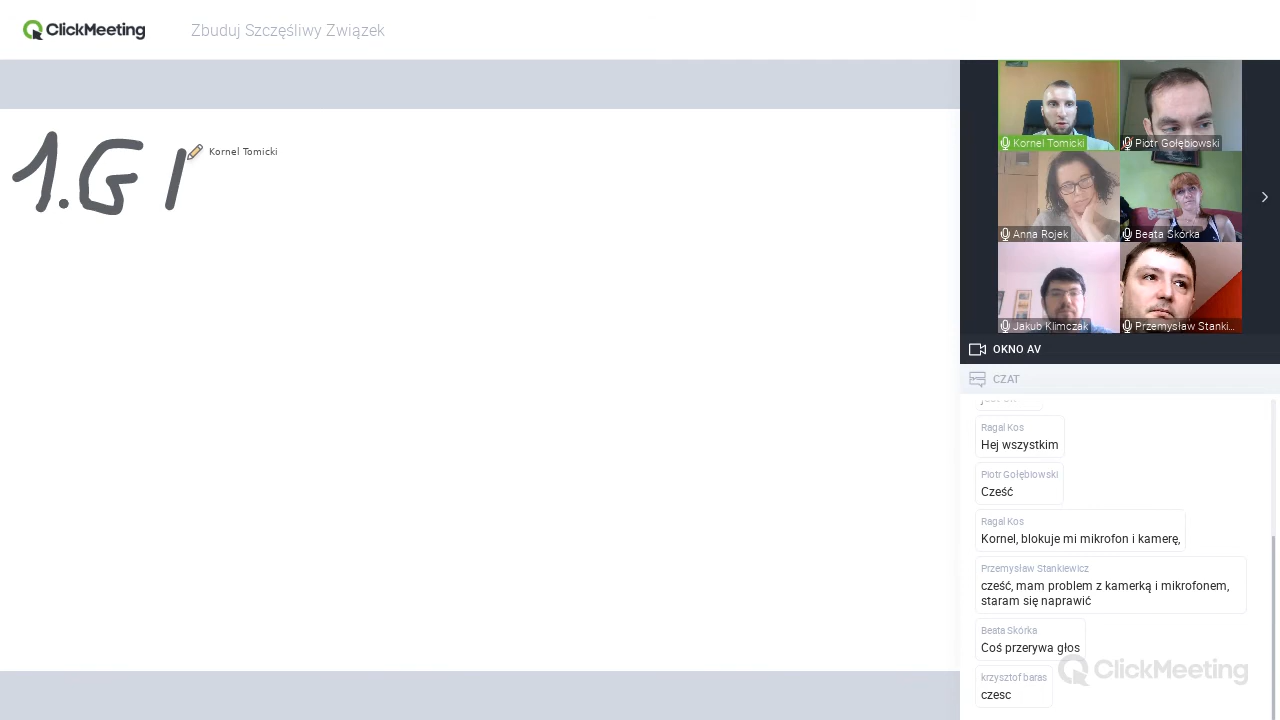 ClickMeeting
Zbuduj Szczęśliwy Związek
1.G I
Kornel Tomicki
Kornel Tomicki
Piotr Gołębiowski
Anna Rojek
Beata Skórka
Jakub Klimczak
Przemysław Stanki...
OKNO AV
CZAT
Ragal Kos
Hej wszystkim
Piotr Gołębiowski
Cześć
Ragal Kos
Kornel, blokuje mi mikrofon i kamerę,
Przemysław Stankiewicz
cześć, mam problem z kamerką i mikrofonem,
staram się naprawić
Beata Skórka
Coś przerywa głos
ClickMeeting
krzysztof baras
czesc